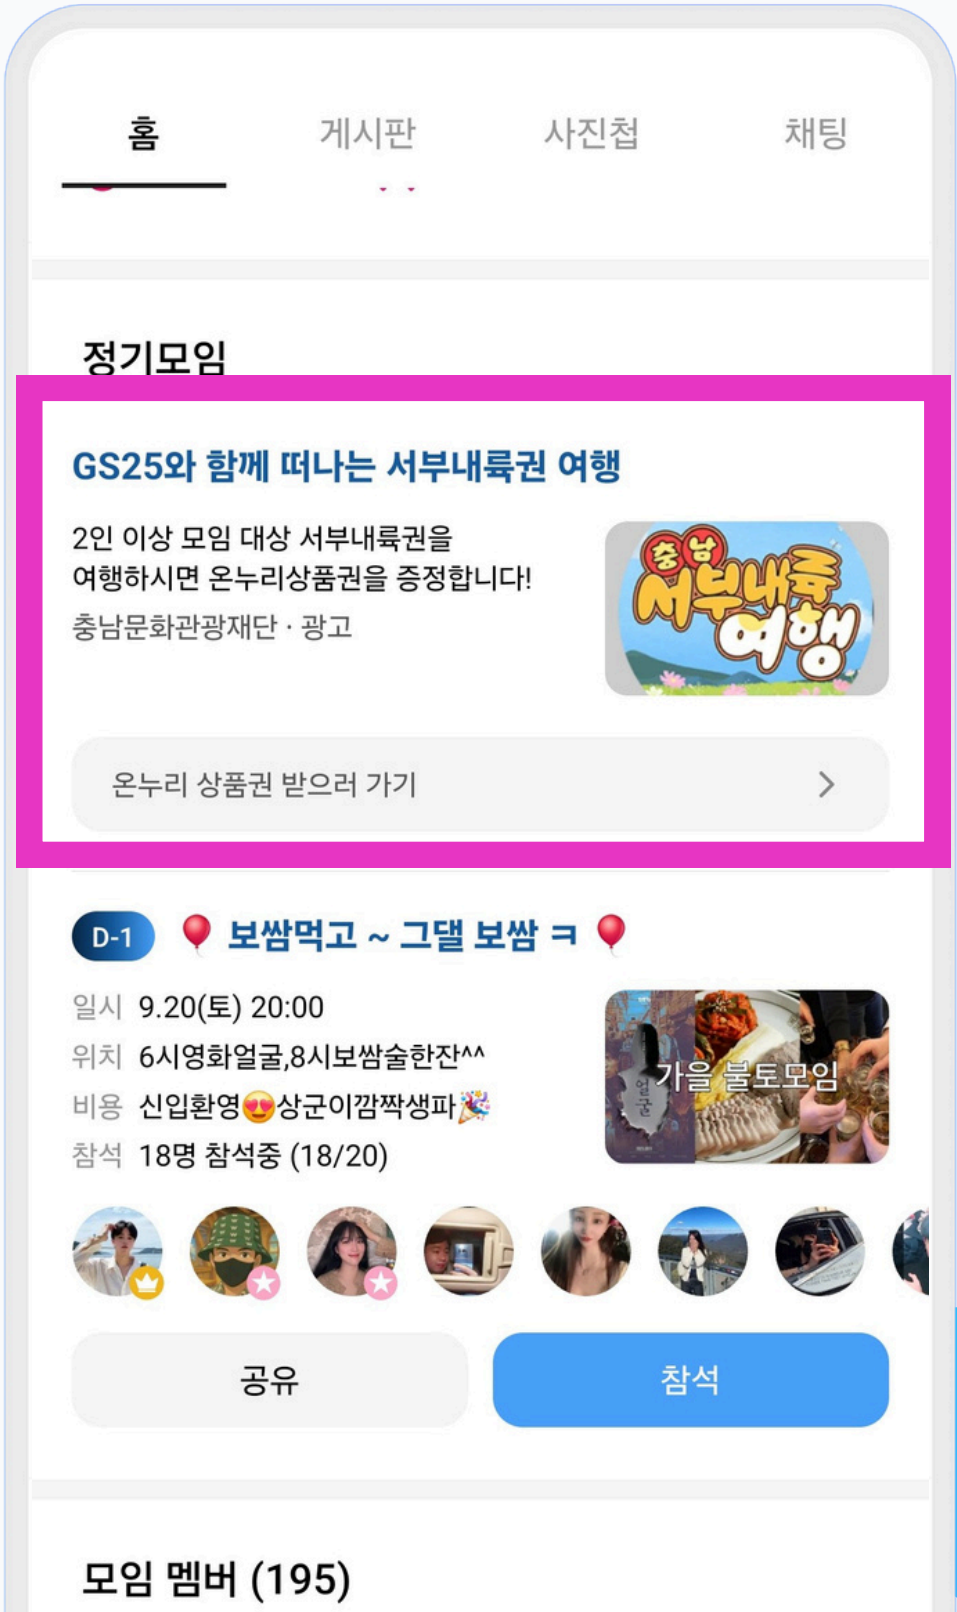 홈 게시판 사진첩 채팅
정기모임
GS25와 함께 떠나는 서부내륙권 여행
2인 이상 모임 대상 서부내륙권을
여행하시면 온누리상품권을 증정합니다!
충남문화관광재단 · 광고
충남
서부내륙
여행
온누리 상품권 받으러 가기
D-1 🎈 보쌈먹고 ~ 그댈 보쌈 ㅋ 🎈
일시 9.20(토) 20:00
위치 6시영화얼굴,8시보쌈술한잔^^
비용 신입환영😍상군이깜짝생파🎉
참석 18명 참석중 (18/20)
얼굴
가을 불토모임
공유 참석
모임 멤버 (195)